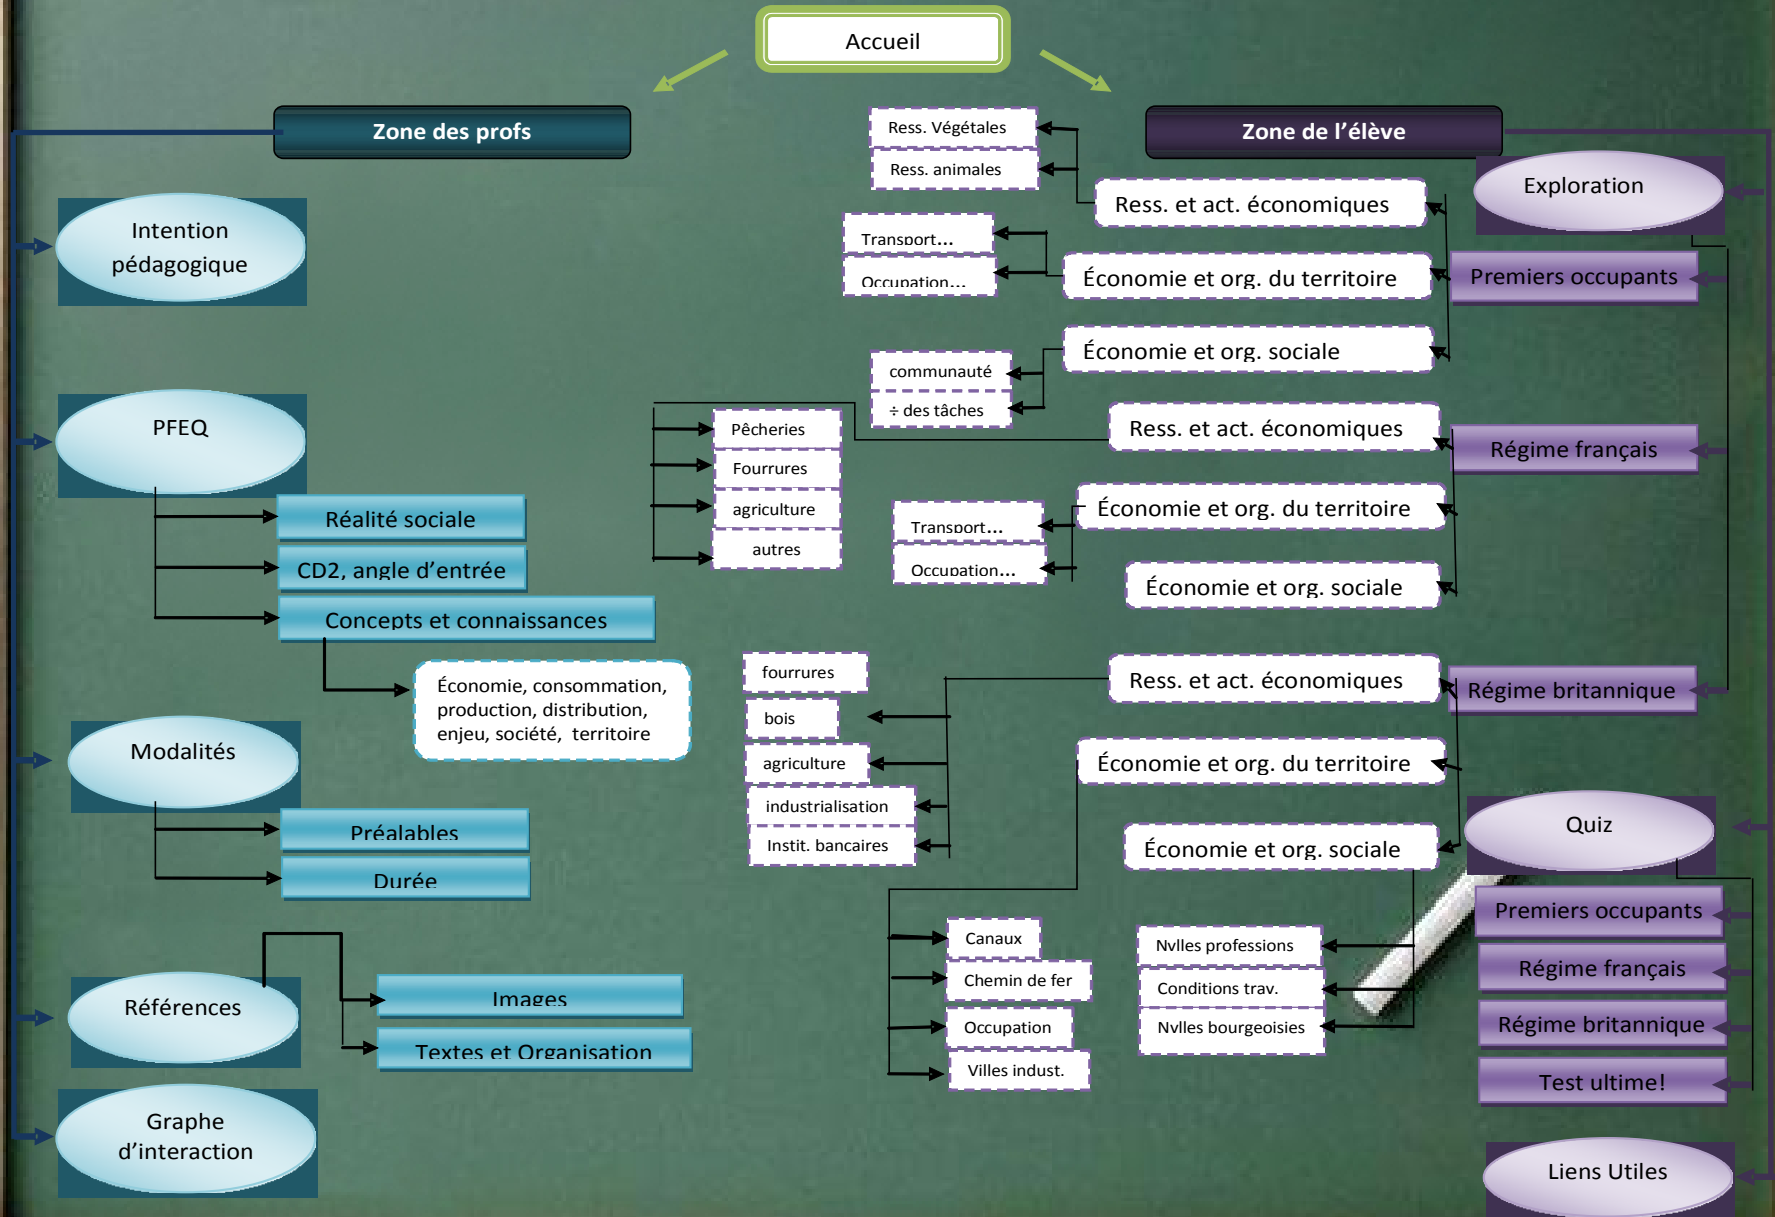 Accueil
Zone des profs
Intention
pédagogique
PFEQ
Réalité sociale
CD2, angle d’entrée
Concepts et connaissances
Économie, consommation,
production, distribution,
enjeu, société, territoire
Modalités
Préalables
Durée
Références
Images
Textes et Organisation
Graphe
d’interaction
Zone de l’élève
Exploration
Premiers occupants
Ress. et act. économiques
Ress. Végétales
Ress. animales
Économie et org. du territoire
Transport...
Occupation...
Économie et org. sociale
communauté
÷ des tâches
Régime français
Ress. et act. économiques
Pêcheries
Fourrures
agriculture
autres
Économie et org. du territoire
Transport...
Occupation...
Économie et org. sociale
Régime britannique
Ress. et act. économiques
fourrures
bois
agriculture
industrialisation
Instit. bancaires
Économie et org. du territoire
Canaux
Chemin de fer
Occupation
Villes indust.
Économie et org. sociale
Nvlles professions
Conditions trav.
Nvlles bourgeoisies
Quiz
Premiers occupants
Régime français
Régime britannique
Test ultime!
Liens Utiles